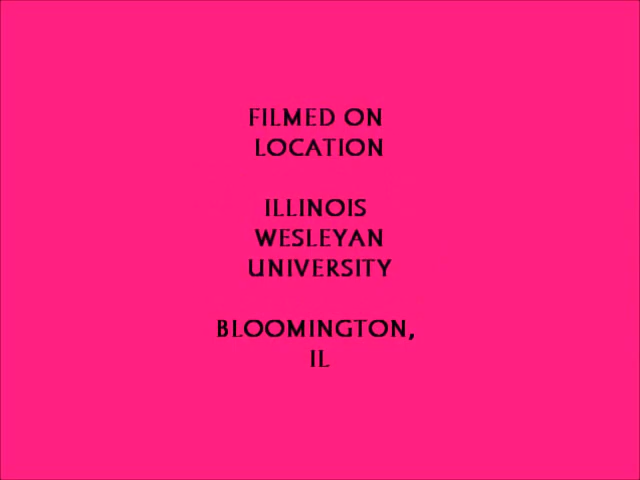 FILMED ON
LOCATION
ILLINOIS
WESLEYAN
UNIVERSITY
BLOOMINGTON,
IL